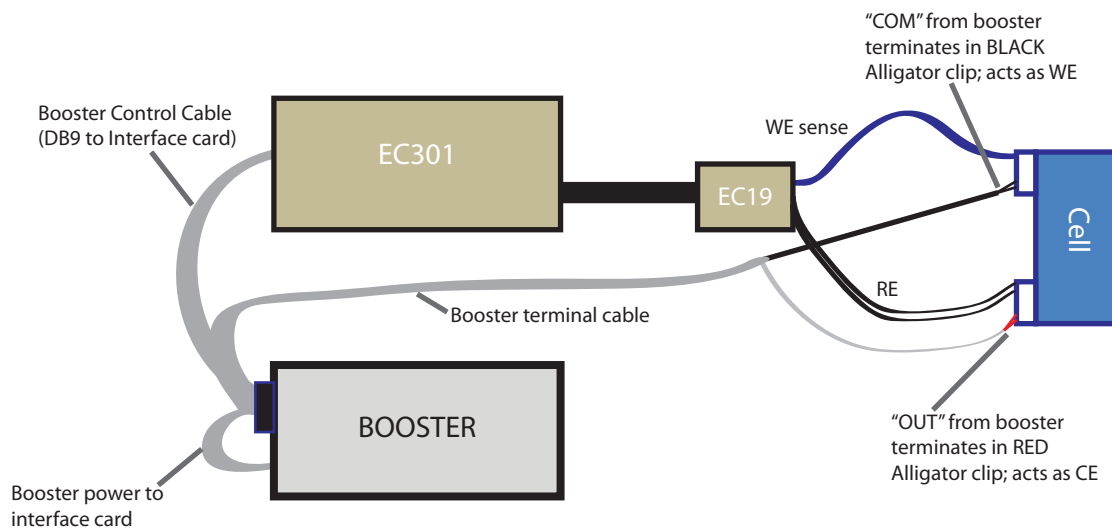 “COM” from booster
terminates in BLACK
Alligator clip; acts as WE
Booster Control Cable
(DB9 to Interface card)
WE sense
EC301
EC19
Cell
RE
Booster terminal cable
BOOSTER
“OUT” from booster
terminates in RED
Alligator clip; acts as CE
Booster power to
interface card